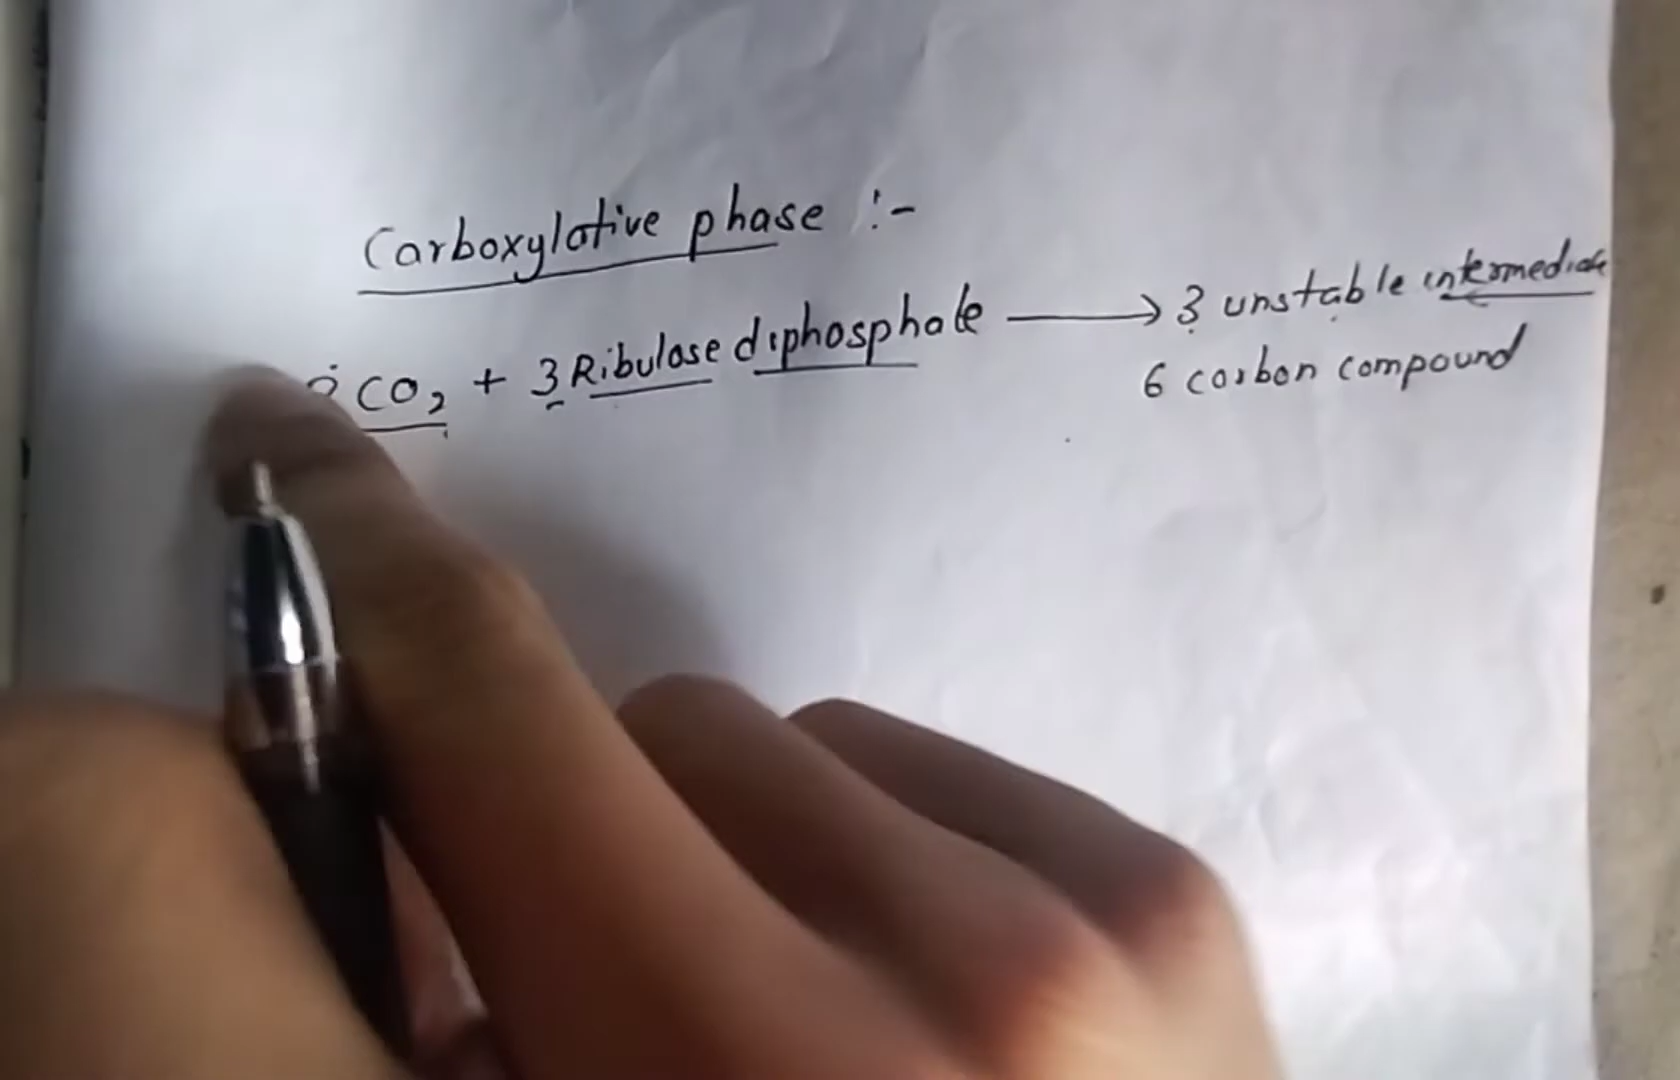 Carboxylative phase :-
CO₂ + 3 Ribulose diphosphate → 3 unstable intermediate
6 carbon compound